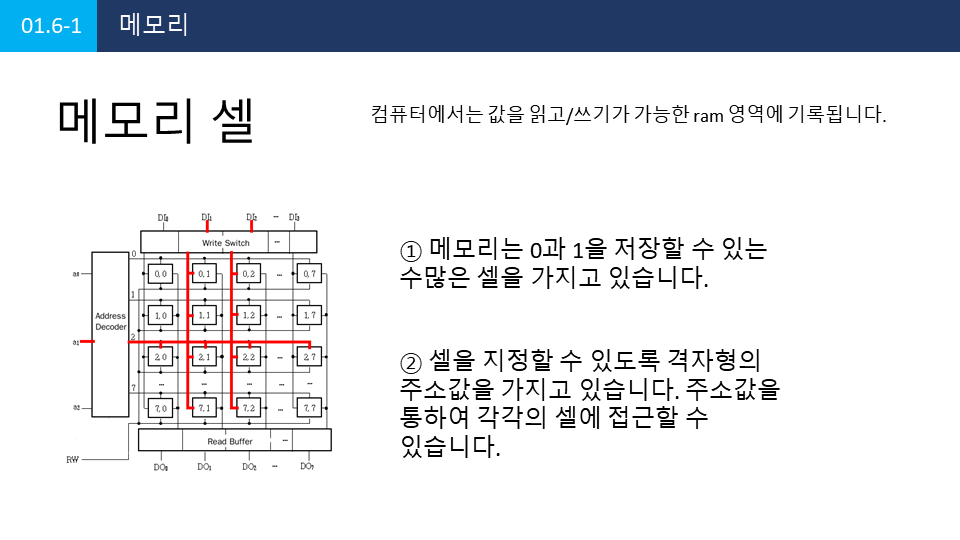 01.6-1 메모리
메모리 셀
컴퓨터에서는 값을 읽고/쓰기가 가능한 ram 영역에 기록됩니다.
DI₀ DI₁ DI₂ ... DI₃
Write Switch ...
0
a₀ 0,0 0,1 0,2 ... 0,7
1
Address
Decoder
1,0 1,1 1,2 ... 1,7
2
a₁
2,0 2,1 2,2 ... 2,7
7 ... ... ... ...
a₂ 7,0 7,1 7,2 ... 7,7
Read Buffer ...
RW
DO₀ DO₁ DO₂ ... DO₇
① 메모리는 0과 1을 저장할 수 있는
수많은 셀을 가지고 있습니다.
② 셀을 지정할 수 있도록 격자형의
주소값을 가지고 있습니다. 주소값을
통하여 각각의 셀에 접근할 수
있습니다.